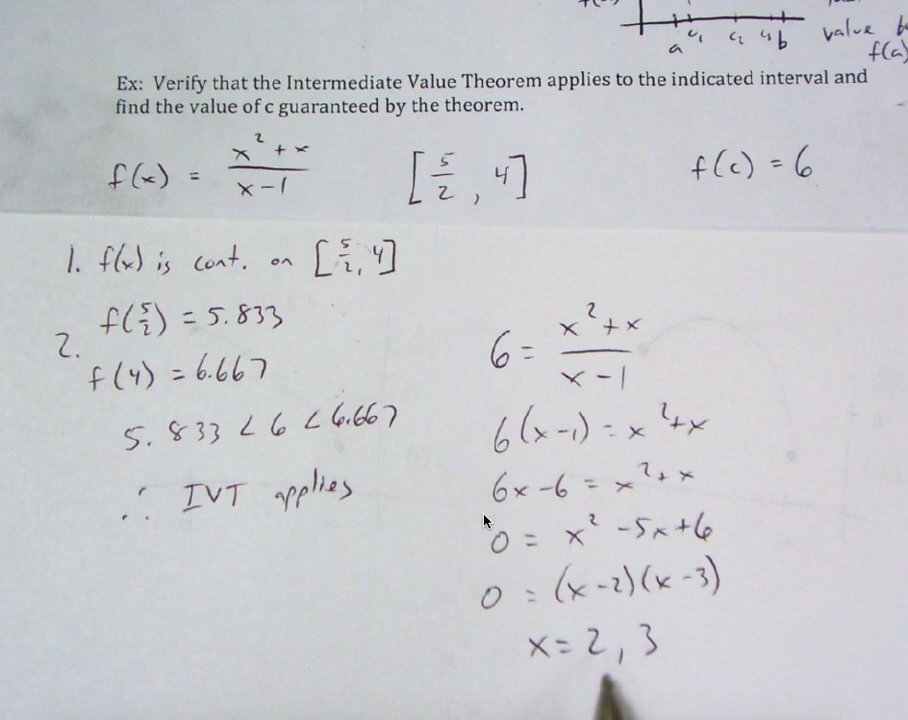 a c₁ c₂ c₃ b value
f(a)
Ex: Verify that the Intermediate Value Theorem applies to the indicated interval and
find the value of c guaranteed by the theorem.
f(x) = (x² + x)/(x - 1) [5/2, 4] f(c) = 6
1. f(x) is cont. on [5/2, 4]
2. f(5/2) = 5.833
f(4) = 6.667
5.833 < 6 < 6.667
∴ IVT applies
6 = (x² + x)/(x - 1)
6(x - 1) = x² + x
6x - 6 = x² + x
0 = x² - 5x + 6
0 = (x - 2)(x - 3)
x = 2, 3